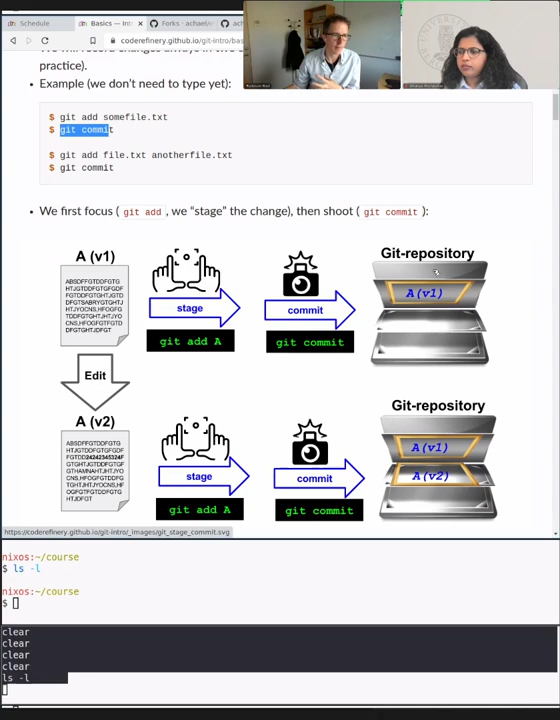 Schedule
Basics — Intr
Forks · achael/e
ach
coderefinery.github.io/git-intro/bas
practice).
• Example (we don't need to type yet):
$ git add somefile.txt
$ git commit
$ git add file.txt anotherfile.txt
$ git commit
• We first focus ( git add , we “stage” the change), then shoot ( git commit ):
A (v1)
Git-repository
ABSDFFGTDDFGTG
stage
commit
A(v1)
git add A
git commit
Edit
A (v2)
Git-repository
A(v1)
stage
commit
A(v2)
git add A
git commit
https://coderefinery.github.io/git-intro/_images/git_stage_commit.svg
nixos:~/course
$ ls -l
nixos:~/course
$
clear
clear
clear
clear
ls -l